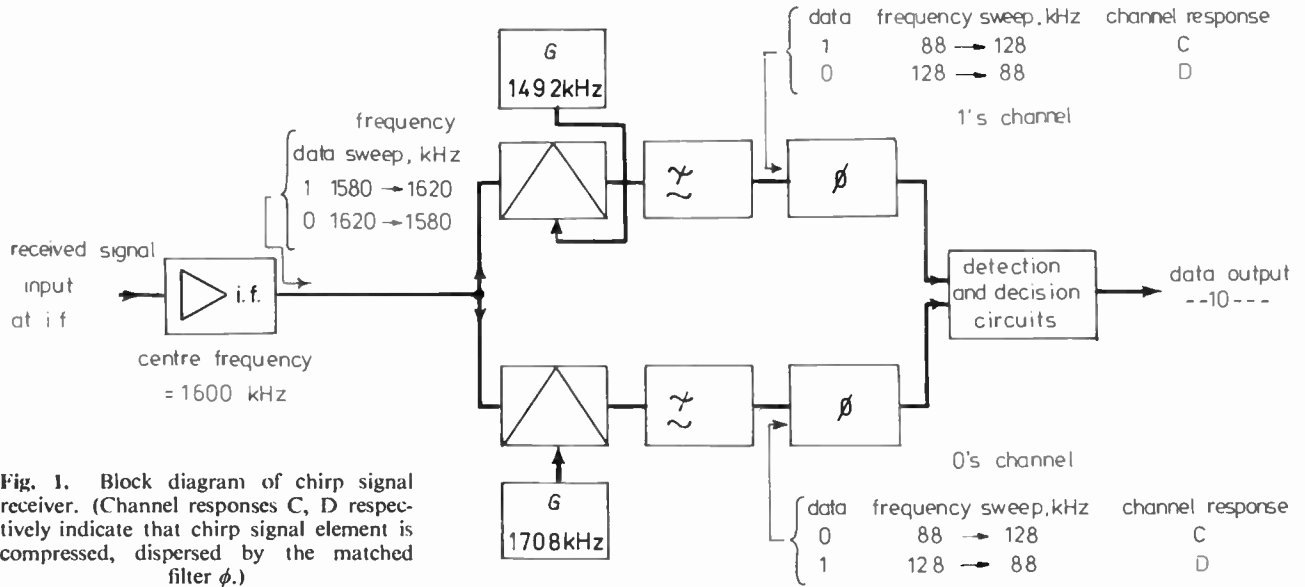 data frequency sweep, kHz channel response
1 88 → 128 C
0 128 → 88 D
1's channel
G
1492kHz
frequency
data sweep, kHz
1 1580 → 1620
0 1620 → 1580
received signal
input
at i f
i.f.
centre frequency
= 1600 kHz
ϕ
detection
and decision
circuits
data output
--10---
ϕ
G
1708kHz
0's channel
data frequency sweep, kHz channel response
0 88 → 128 C
1 128 → 88 D
Fig. 1. Block diagram of chirp signal
receiver. (Channel responses C, D respec-
tively indicate that chirp signal element is
compressed, dispersed by the matched
filter ϕ.)